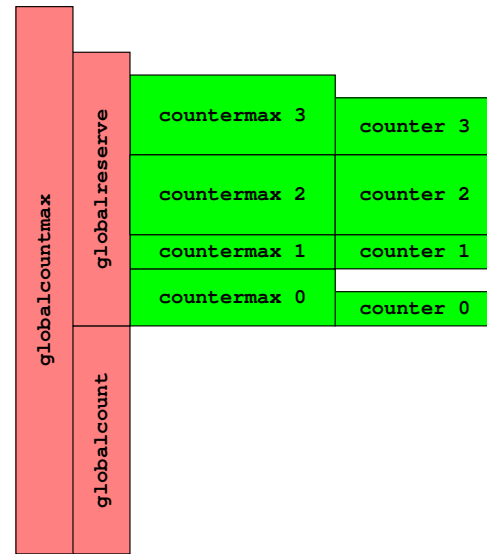 globalcountmax
globalreserve
globalcount
countermax 3
counter 3
countermax 2
counter 2
countermax 1
counter 1
countermax 0
counter 0